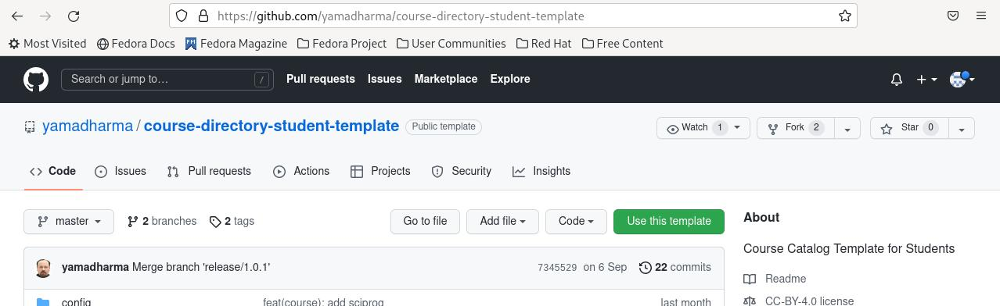 https://github.com/yamadharma/course-directory-student-template
Most Visited Fedora Docs Fedora Magazine Fedora Project User Communities Red Hat Free Content
Search or jump to… / Pull requests Issues Marketplace Explore
yamadharma / course-directory-student-template Public template Watch 1 Fork 2 Star 0
Code Issues Pull requests Actions Projects Security Insights
master 2 branches 2 tags Go to file Add file Code Use this template About
Course Catalog Template for Students
yamadharma Merge branch 'release/1.0.1' 7345529 on 6 Sep 22 commits
Readme
config feat(course): add sciprog last month CC-BY-4.0 license